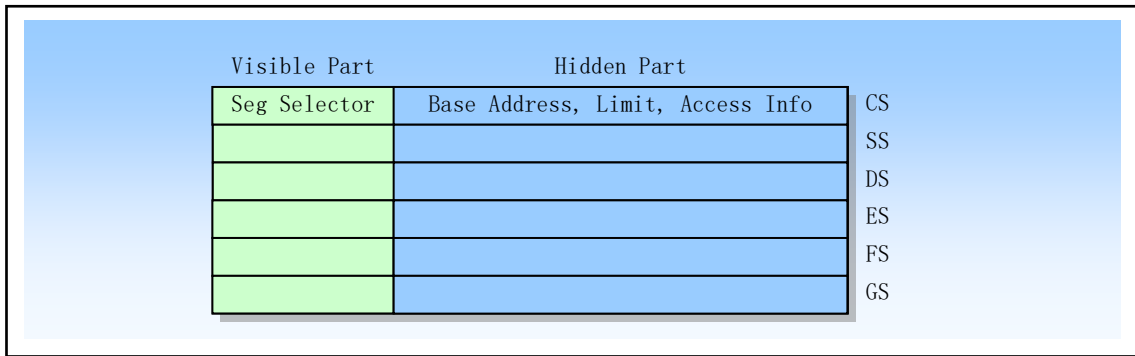 Visible Part Hidden Part
Seg Selector Base Address, Limit, Access Info CS
SS
DS
ES
FS
GS